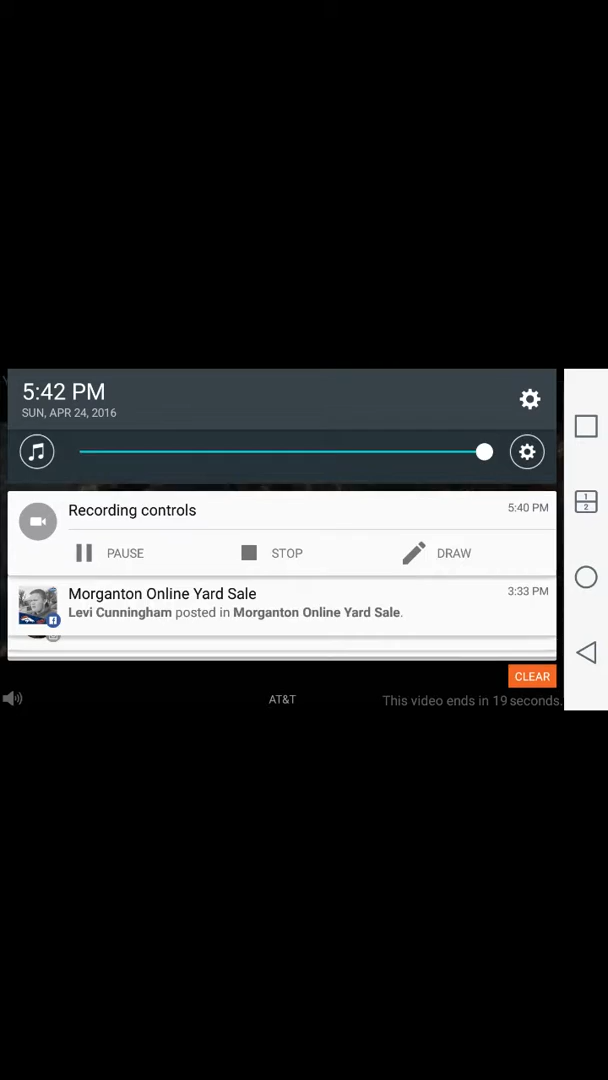 5:42 PM
SUN, APR 24, 2016
Recording controls
5:40 PM
PAUSE
STOP
DRAW
Morganton Online Yard Sale
3:33 PM
Levi Cunningham posted in Morganton Online Yard Sale.
CLEAR
AT&T
This video ends in 19 seconds.
1
2